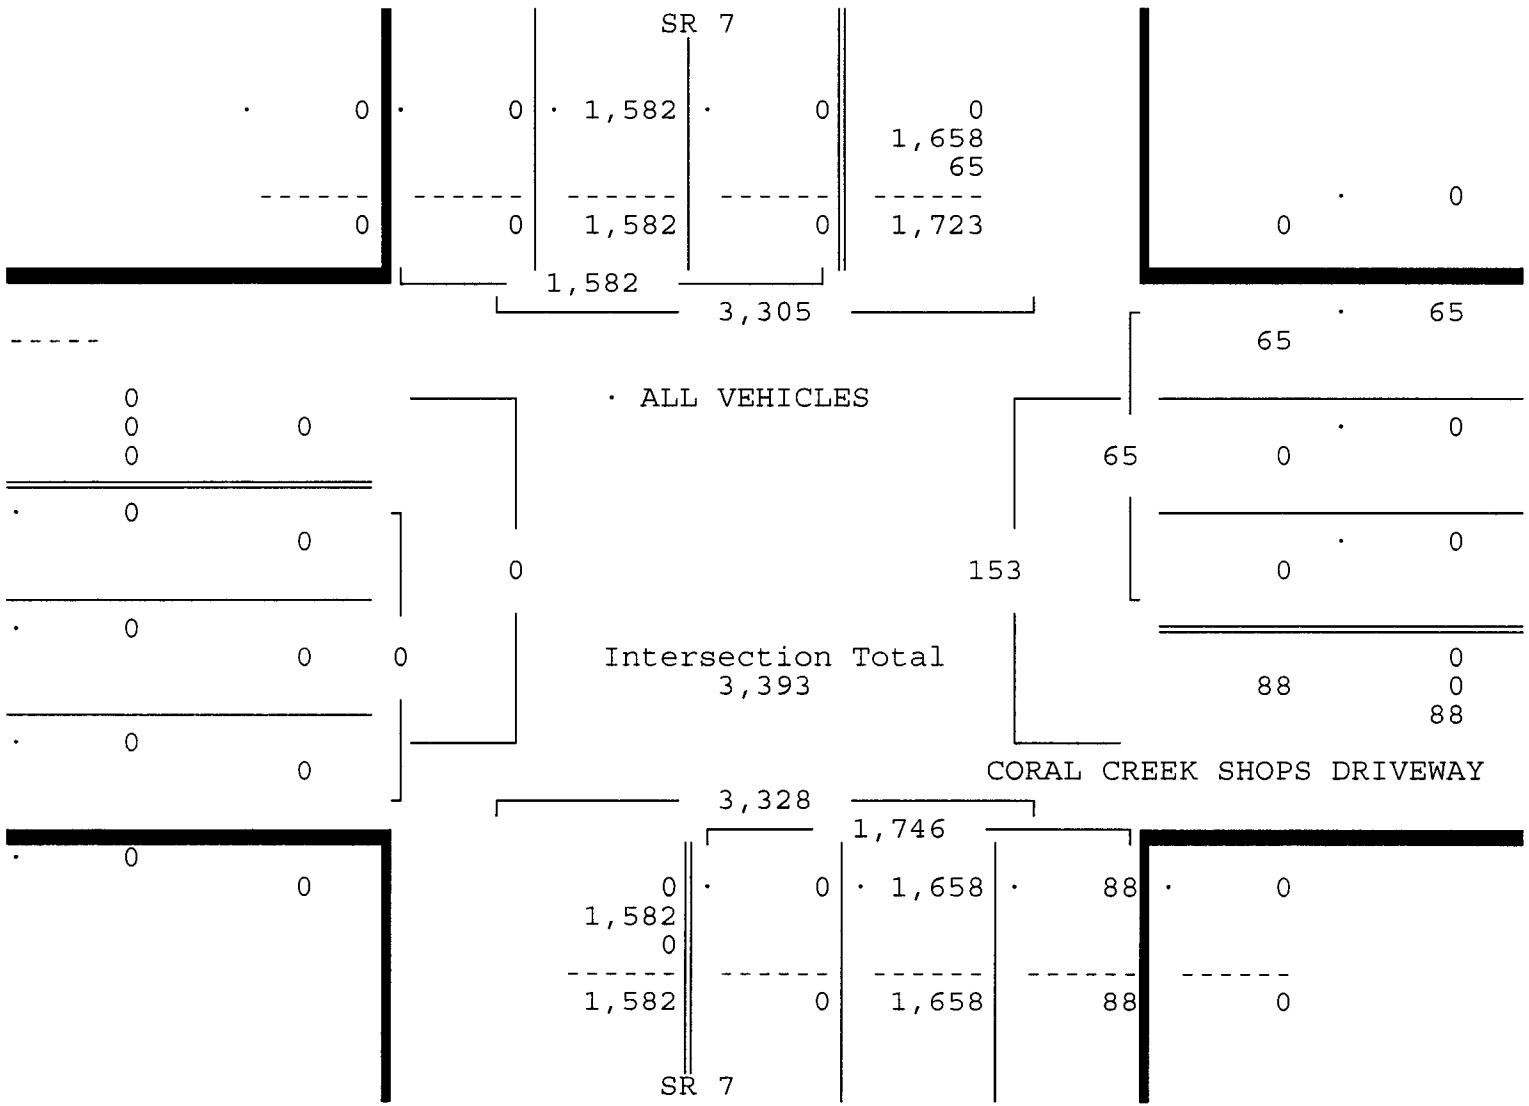 SR 7
· 0 · 0 · 1,582 · 0 0
1,658
65
------ ------ ------ ------ ------ · 0
0 0 1,582 0 1,723 0
1,582
3,305 · 65
----- 65
0 · ALL VEHICLES
0 0 · 0
0 65 0
· 0
0 · 0
0 153 0
· 0
0 0 Intersection Total 0
3,393 88 0
88
· 0
0 CORAL CREEK SHOPS DRIVEWAY
3,328
1,746
· 0
0 0 · 0 · 1,658 · 88 · 0
1,582
0
------ ------ ------ ------ ------
1,582 0 1,658 88 0
SR 7